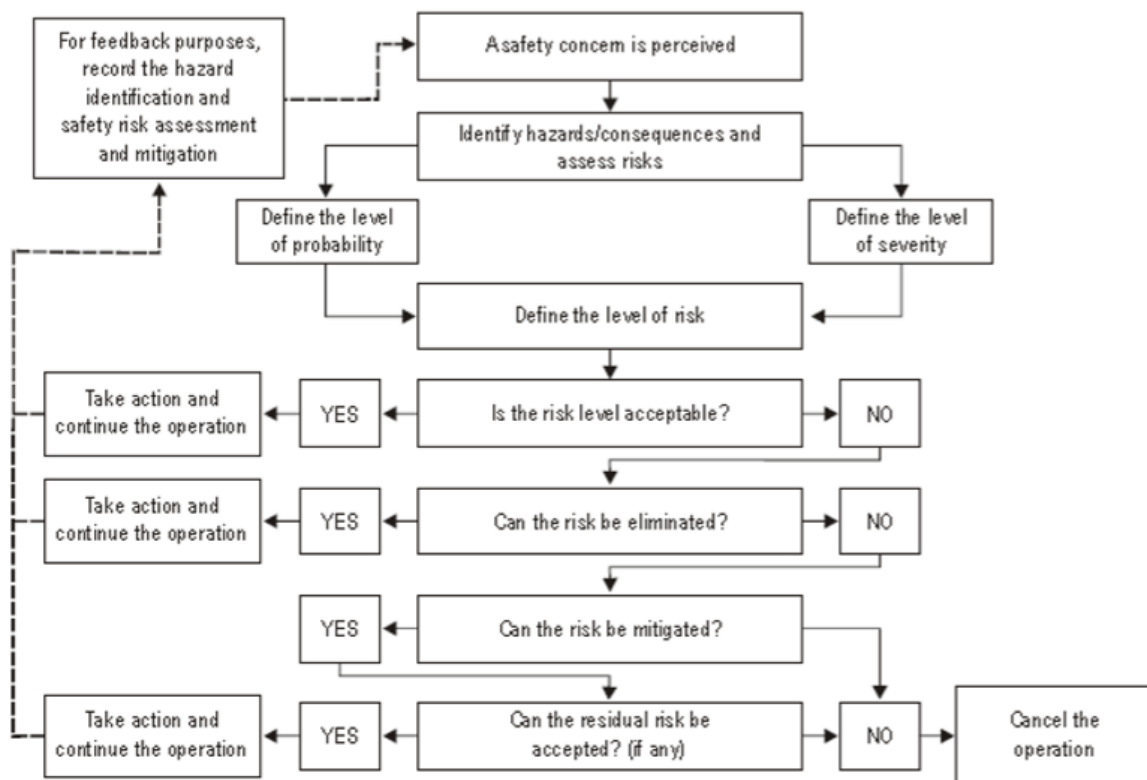 For feedback purposes,
record the hazard
identification and
safety risk assessment
and mitigation
Asafety concern is perceived
Identify hazards/consequences and
assess risks
Define the level
of probability
Define the level
of severity
Define the level of risk
Take action and
continue the operation
YES
Is the risk level acceptable?
NO
Take action and
continue the operation
YES
Can the risk be eliminated?
NO
YES
Can the risk be mitigated?
Take action and
continue the operation
YES
Can the residual risk be
accepted? (if any)
NO
Cancel the
operation